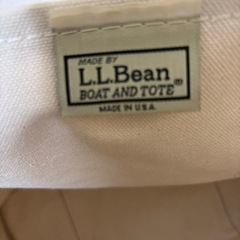 MADE BY
L.L.Bean®
BOAT AND TOTE
MADE IN U.S.A.